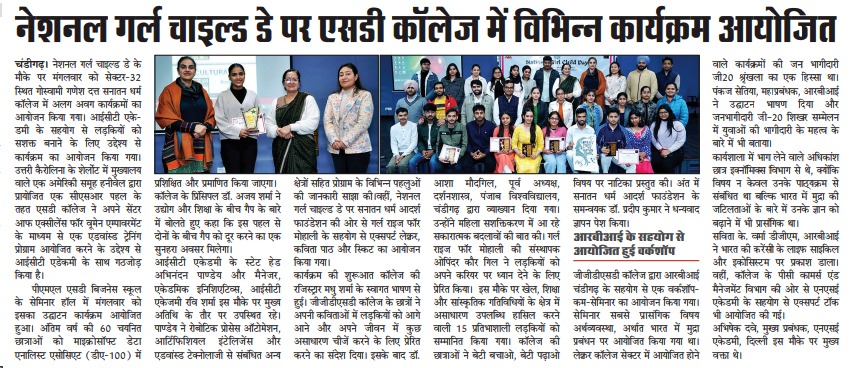 नेशनल गर्ल चाइल्ड डे पर एसडी कॉलेज में विभिन्न कार्यक्रम आयोजित
चंडीगढ़। नेशनल गर्ल चाइल्ड डे के
मौके पर मंगलवार को सेक्टर-32
स्थित गोस्वामी गणेश दत्त सनातन धर्म
कॉलेज में अलग अवग कार्यक्रमों का
आयोजन किया गया। आईसीटी एके-
डमी के सहयोग से लड़कियों को
सशक्त बनाने के लिए उद्देश्य से
कार्यक्रम का आयोजन किया गया।
उत्तरी कैरोलिना के शेर्लोट में मुख्यालय
वाले एक अमेरिकी समूह हनीवेल द्वारा
प्रायोजित एक सीएसआर पहल के
तहत एसडी कॉलेज ने अपने सेंटर
आफ एक्सीलेंस फॉर वूमेन एम्पावरमेंट
के माध्यम से एक एडवांस्ड ट्रेनिंग
प्रोग्राम आयोजित करने के उद्देश्य से
आईसीटी एडेकमी के साथ गठजोड़
किया है।
पीएमएल एसडी बिजनेस स्कूल
के सेमिनार हॉल में मंगलवार को
इसका उद्घाटन कार्यक्रम आयोजित
हुआ। अंतिम वर्ष की 60 चयनित
छात्राओं को माइक्रोसॉफ्ट डेटा
एनालिस्ट एसोसिएट (डीए-100) में
प्रशिक्षित और प्रमाणित किया जाएगा।
कॉलेज के प्रिंसिपल डॉ. अजय शर्मा ने
उद्योग और शिक्षा के बीच गैप के बारे
में बोलते हुए कहा कि इस पहल से
दोनों के बीच गैप को दूर करने का एक
सुनहरा अवसर मिलेगा।
आईसीटी एकेडमी के स्टेट हेड
अभिनंदन पाण्डेय और मैनेजर,
एकेडमिक इनिशिएटिव्स, आईसीटी
एकेजमी रवि शर्मा इस मौके पर मुख्य
अतिथि के तौर पर उपस्थित रहे।
पाण्डेय ने रोबोटिक प्रोसेस ऑटोमेशन,
आर्टिफिशियल इंटेलिजेंस और
एडवांस्ड टेक्नोलाजी से संबंधित अन्य
क्षेत्रों सहित प्रोग्राम के विभिन्न पहलुओं
की जानकारी साझा की।वहीं, नेशनल
गर्ल चाइल्ड डे पर सनातन धर्म आदर्श
फाउंडेशन की ओर से गर्ल राइज फॉर
मोहाली के सहयोग से एक्सपर्ट लेक्चर,
कविता पाठ और स्किट का आयोजन
किया गया।
कार्यक्रम की शुरूआत कॉलेज की
रजिस्ट्रार मधु शर्मा के स्वागत भाषण से
हुई। जीजीडीएसडी कॉलेज के छात्रों ने
अपनी कविताओं में लड़कियों को आगे
आने और अपने जीवन में कुछ
असाधारण चीजें करने के लिए प्रेरित
करने का संदेश दिया। इसके बाद डॉ.
आशा मौदगिल, पूर्व अध्यक्ष,
दर्शनशास्त्र, पंजाब विश्वविद्यालय,
चंडीगढ़ द्वारा व्याख्यान दिया गया।
उन्होंने महिला सशक्तिकरण में आ रहे
सकारात्मक बदलावों की बात की। गर्ल
राइज फॉर मोहाली की संस्थापक
ओपिंदर कौर गिल ने लड़कियों को
अपने करियर पर ध्यान देने के लिए
प्रेरित किया। इस मौके पर खेल, शिक्षा
और सांस्कृतिक गतिविधियों के क्षेत्र में
असाधारण उपलब्धि हासिल करने
वाली 15 प्रतिभाशाली लड़कियों को
सम्मानित किया गया। कॉलेज की
छात्राओं ने बेटी बचाओ, बेटी पढ़ाओ
विषय पर नाटिका प्रस्तुत की। अंत में
सनातन धर्म आदर्श फाउंडेशन के
समन्वयक डॉ. प्रदीप कुमार ने धन्यवाद
ज्ञापन पेश किया।
आरबीआई के सहयोग से
आयोजित हुई वर्कशॉप
जीजीडीएसडी कॉलेज द्वारा आरबीआई
चंडीगढ़ के सहयोग से एक वर्कशॉप-
कम-सेमिनार का आयोजन किया गया।
सेमिनार सबसे प्रासंगिक विषय
अर्थव्यवस्था, अर्थात भारत में मुद्रा
प्रबंधन पर आयोजित किया गया था।
लेक्चर कॉलेज सेक्टर में आयोजित होने
वाले कार्यक्रमों की जन भागीदारी
जी20 श्रृंखला का एक हिस्सा था।
पंकज सेतिया, महाप्रबंधक, आरबीआई
ने उद्घाटन भाषण दिया और
जनभागीदारी जी-20 शिखर सम्मेलन
में युवाओं की भागीदारी के महत्व के
बारे में भी बताया।
कार्यशाला में भाग लेने वाले अधिकांश
छात्र इक्नॉमिक्स विभाग से थे, क्योंकि
विषय न केवल उनके पाठ्यक्रम से
संबंधित था बल्कि भारत में मुद्रा की
जटिलताओं के बारे में उनके ज्ञान को
बढ़ाने में भी प्रासंगिक था।
सविता के. वर्मा डीजीएम, आरबीआई ने
भारत की करेंसी के लाइफ साइकिल
और इकोसिस्टम पर प्रकाश डाला।
वहीं, कॉलेज के पीसी कामर्स एंड
मैनेजमेंट विभाग की ओर से एनएसई
एकेडमी के सहयोग से एक्सपर्ट टॉक
भी आयोजित की गई।
अभिषेक दवे, मुख्य प्रबंधक, एनएसई
एकेडमी, दिल्ली इस मौके पर मुख्य
वक्ता थे।